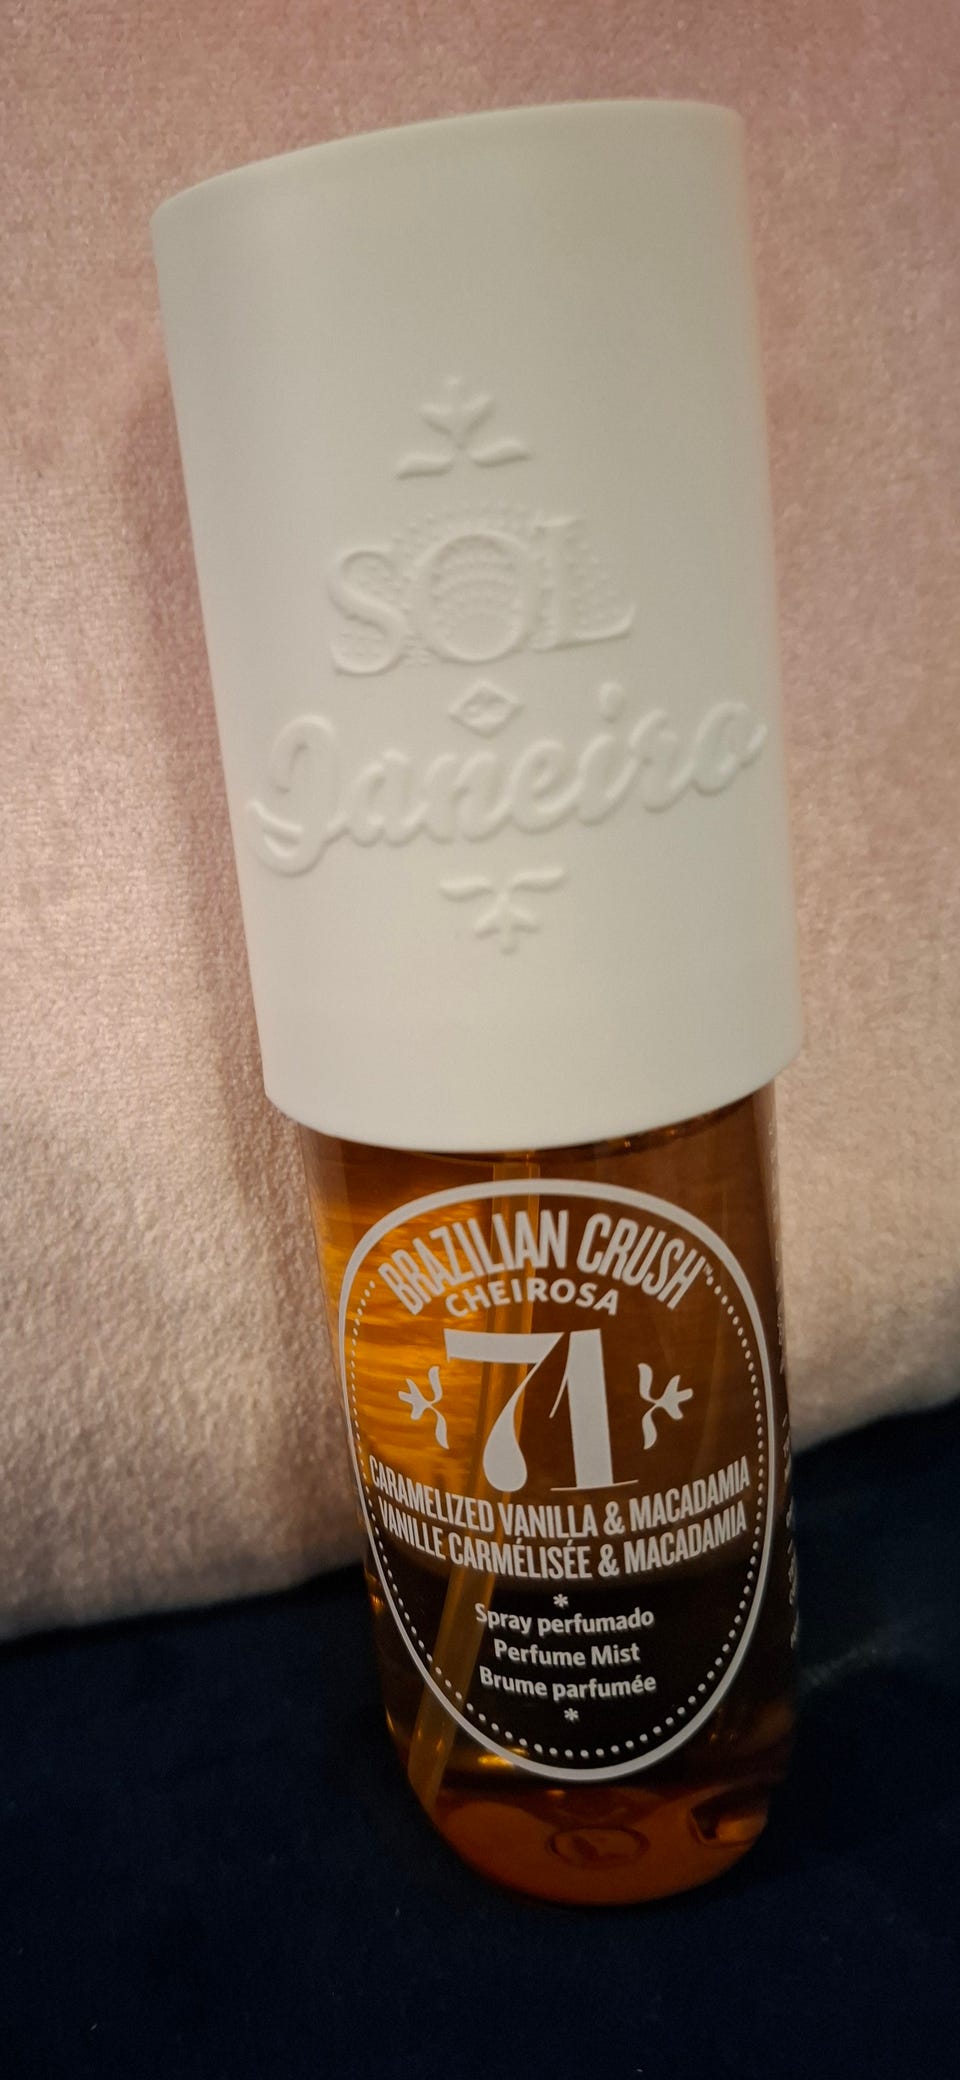 SOL
Janeiro
BRAZILIAN CRUSH™
CHEIROSA
71
CARAMELIZED VANILLA & MACADAMIA
VANILLE CARMÉLISÉE & MACADAMIA
*
Spray perfumado
Perfume Mist
Brume parfumée
*